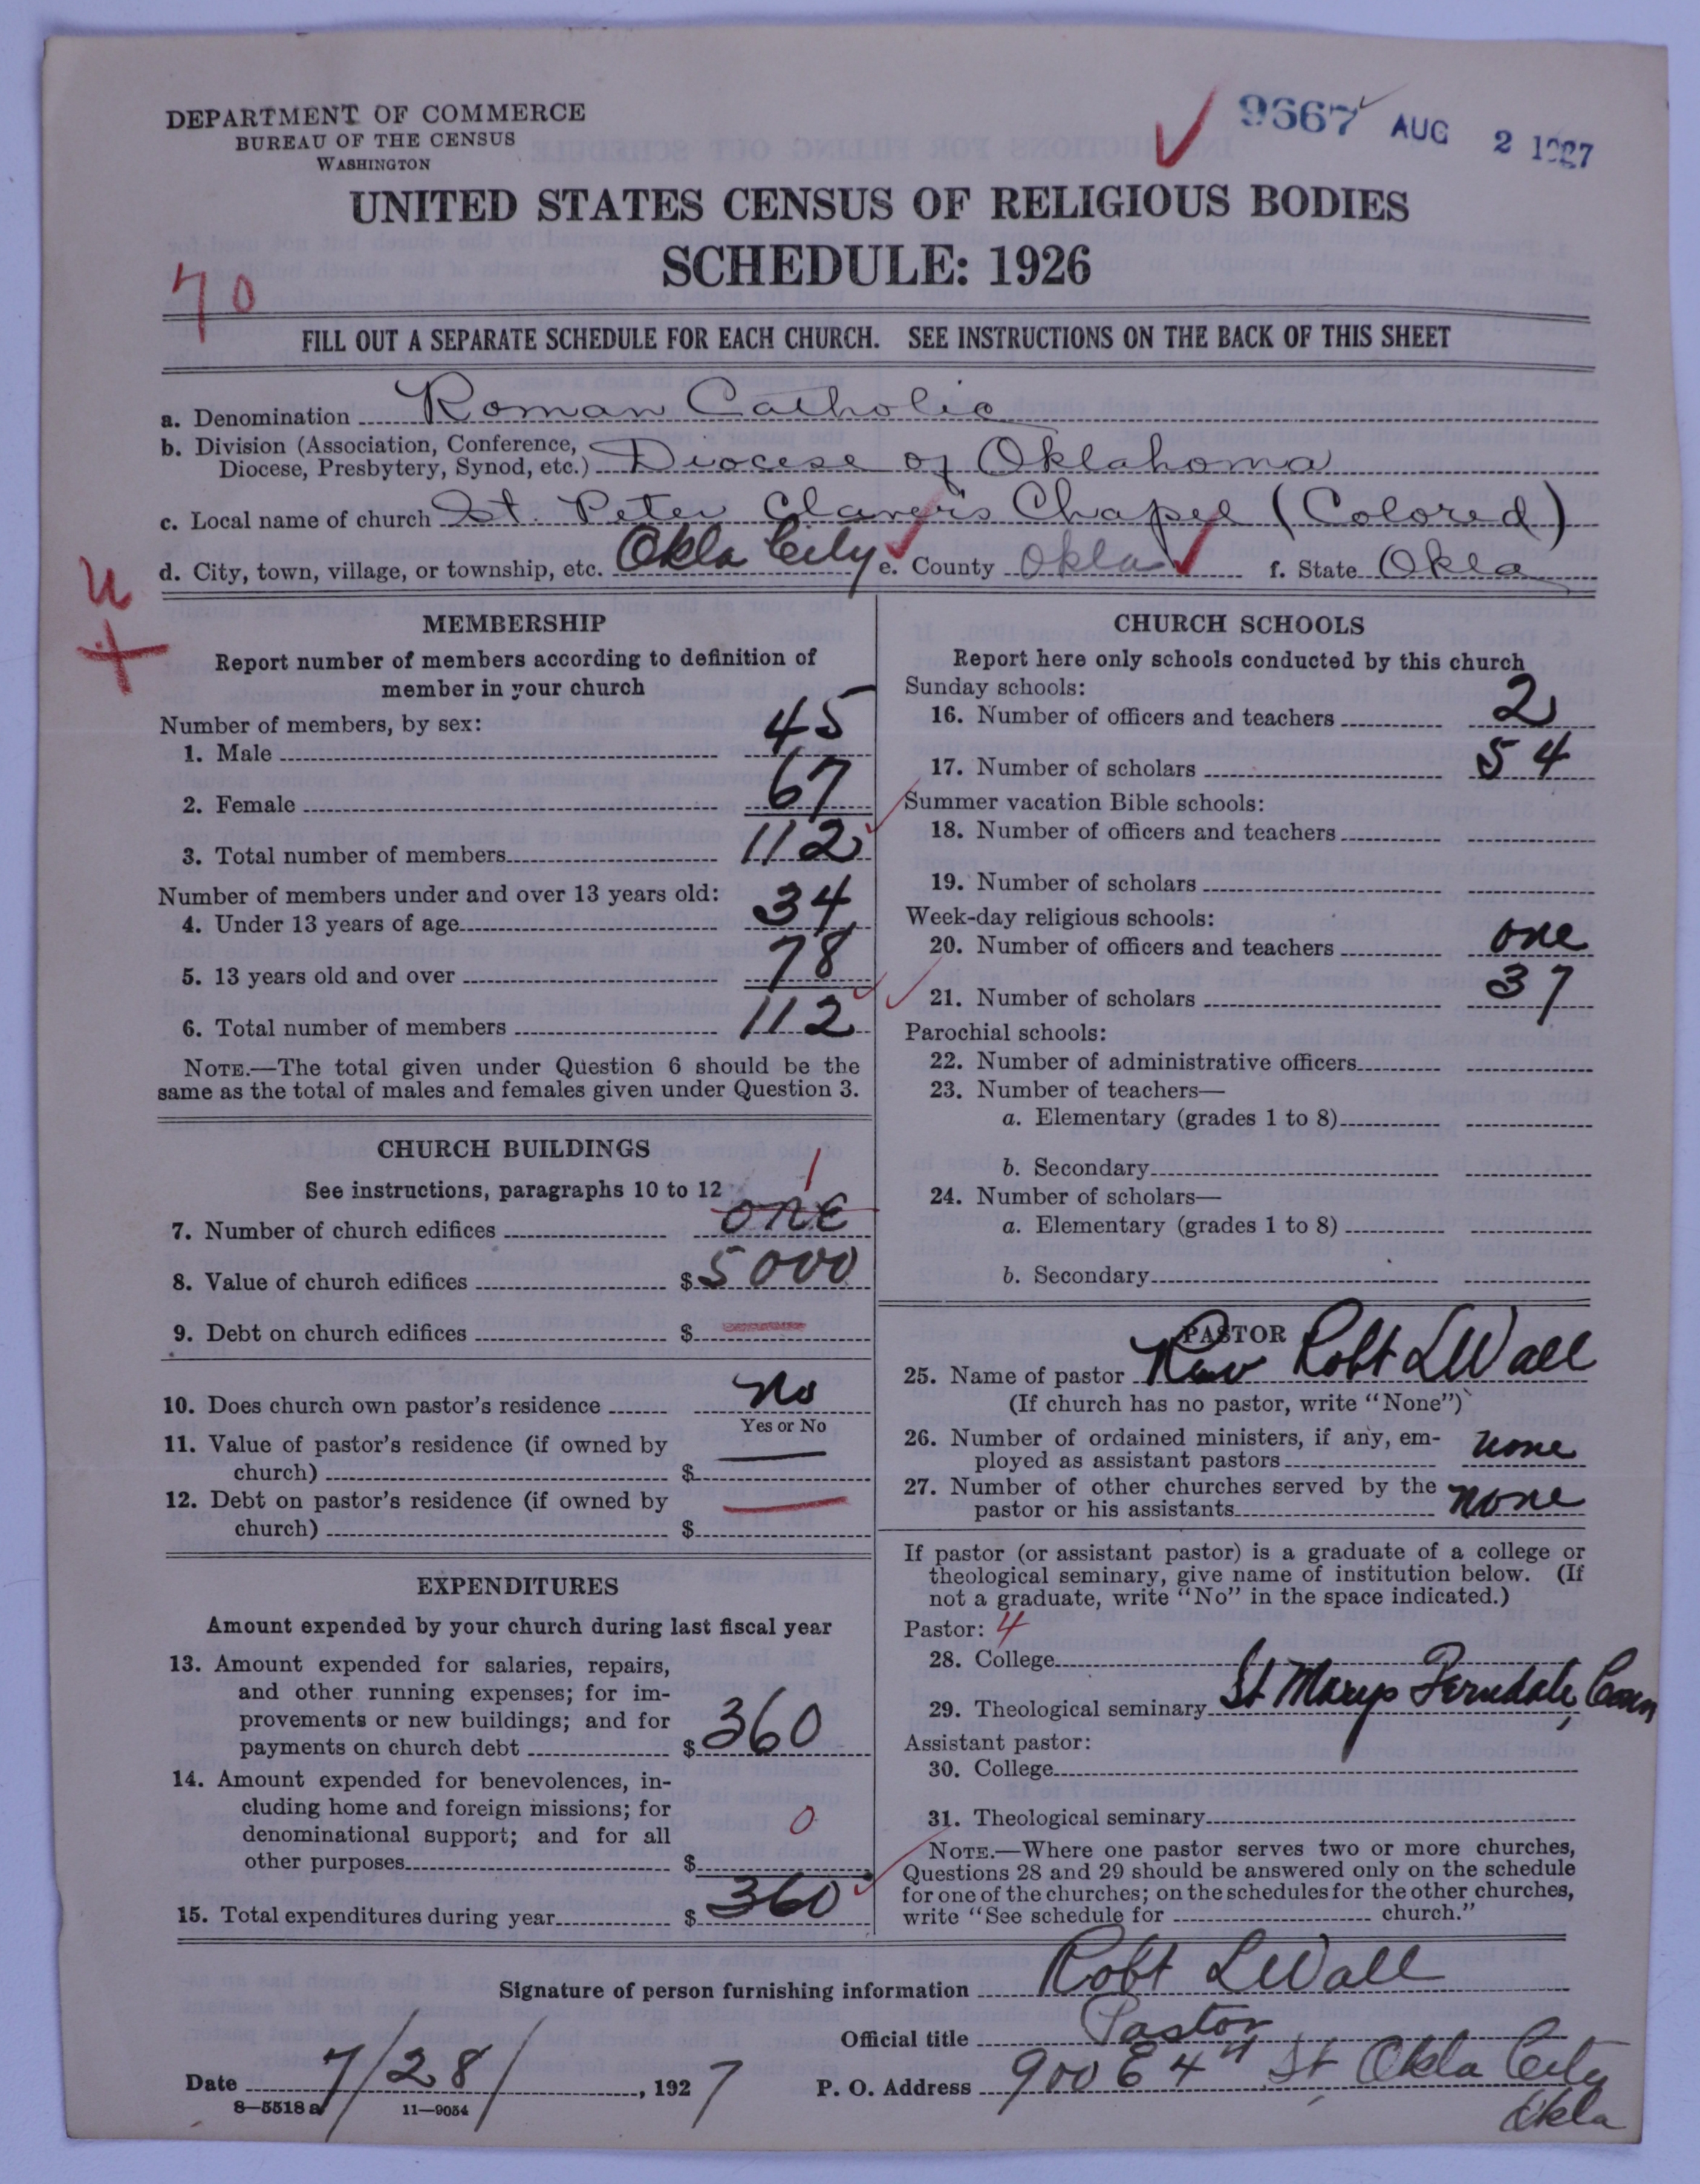 DEPARTMENT OF COMMERCE
BUREAU OF THE CENSUS
WASHINGTON
9667 AUG 2 1927
UNITED STATES CENSUS OF RELIGIOUS BODIES
SCHEDULE: 1926
70
FILL OUT A SEPARATE SCHEDULE FOR EACH CHURCH. SEE INSTRUCTIONS ON THE BACK OF THIS SHEET
a. Denomination Roman Catholic
b. Division (Association, Conference,
Diocese, Presbytery, Synod, etc.) Diocese of Oklahoma
c. Local name of church St. Peter Claver's Chapel (Colored)
d. City, town, village, or township, etc. Okla City e. County Okla f. State Okla
U
MEMBERSHIP
Report number of members according to definition of
member in your church
Number of members, by sex:
1. Male 45
2. Female 67
3. Total number of members 112
Number of members under and over 13 years old:
4. Under 13 years of age 34
5. 13 years old and over 78
6. Total number of members 112
NOTE.—The total given under Question 6 should be the
same as the total of males and females given under Question 3.
CHURCH BUILDINGS
See instructions, paragraphs 10 to 12
1
7. Number of church edifices one
8. Value of church edifices $ 5000
9. Debt on church edifices $
10. Does church own pastor's residence No
Yes or No
11. Value of pastor's residence (if owned by
church) $ —
12. Debt on pastor's residence (if owned by
church) $ —
EXPENDITURES
Amount expended by your church during last fiscal year
13. Amount expended for salaries, repairs,
and other running expenses; for im-
provements or new buildings; and for
payments on church debt $ 360
14. Amount expended for benevolences, in-
cluding home and foreign missions; for
denominational support; and for all
other purposes $ 0
15. Total expenditures during year $ 360
CHURCH SCHOOLS
Report here only schools conducted by this church
Sunday schools:
16. Number of officers and teachers 2
17. Number of scholars 54
Summer vacation Bible schools:
18. Number of officers and teachers
19. Number of scholars
Week-day religious schools:
20. Number of officers and teachers one
21. Number of scholars 37
Parochial schools:
22. Number of administrative officers
23. Number of teachers—
a. Elementary (grades 1 to 8)
b. Secondary
24. Number of scholars—
a. Elementary (grades 1 to 8)
b. Secondary
PASTOR
25. Name of pastor Rev Robt L Wall
(If church has no pastor, write "None")
26. Number of ordained ministers, if any, em-
ployed as assistant pastors none
27. Number of other churches served by the
pastor or his assistants none
If pastor (or assistant pastor) is a graduate of a college or
theological seminary, give name of institution below. (If
not a graduate, write "No" in the space indicated.)
Pastor: 4
28. College
29. Theological seminary St Marys Ferndale, Conn
Assistant pastor:
30. College
31. Theological seminary
NOTE.—Where one pastor serves two or more churches,
Questions 28 and 29 should be answered only on the schedule
for one of the churches; on the schedules for the other churches,
write "See schedule for church."
Signature of person furnishing information Robt L Wall
Official title Pastor
Date 7/28/, 1927 P. O. Address 900 E 4th St, Okla City
Okla
8—5518 a 11—9054